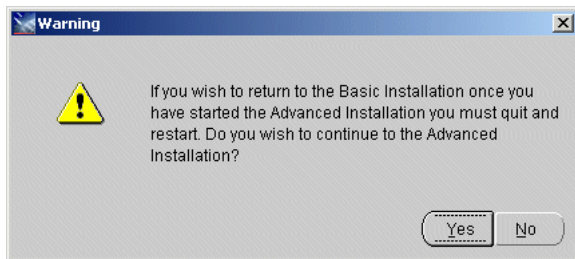 Warning
If you wish to return to the Basic Installation once you
have started the Advanced Installation you must quit and
restart. Do you wish to continue to the Advanced
Installation?
Yes No